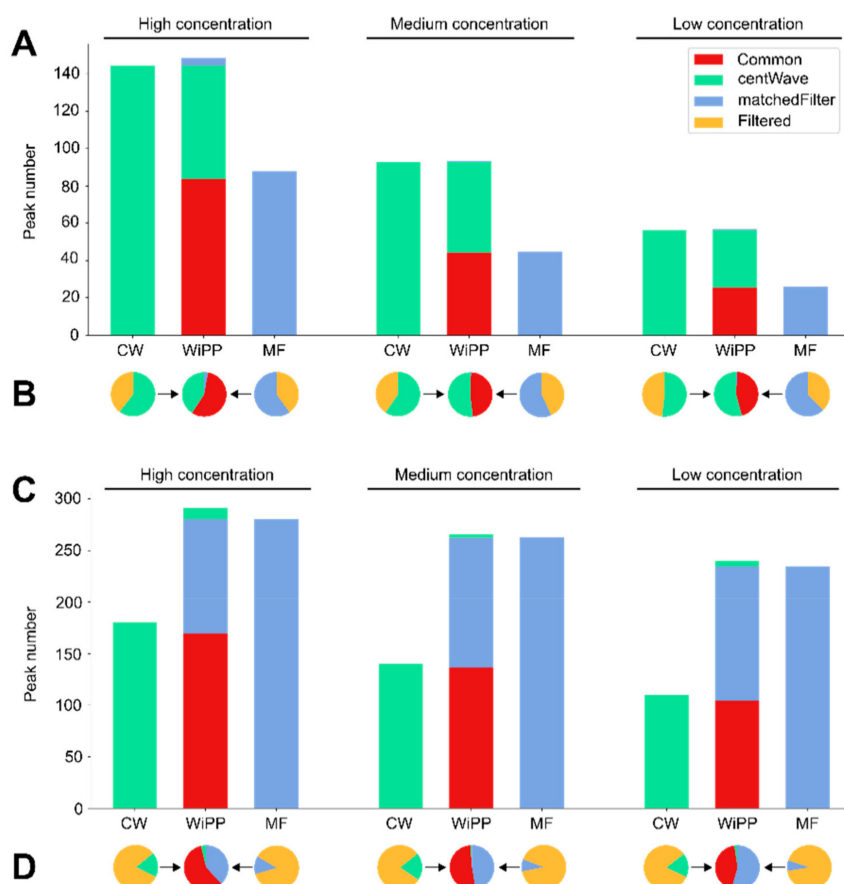 A
High concentration
Medium concentration
Low concentration
Common
centWave
matchedFilter
Filtered
Peak number
140
120
100
80
60
40
20
0
CW
WiPP
MF
CW
WiPP
MF
CW
WiPP
MF
B
C
High concentration
Medium concentration
Low concentration
Peak number
300
250
200
150
100
50
0
CW
WiPP
MF
CW
WiPP
MF
CW
WiPP
MF
D